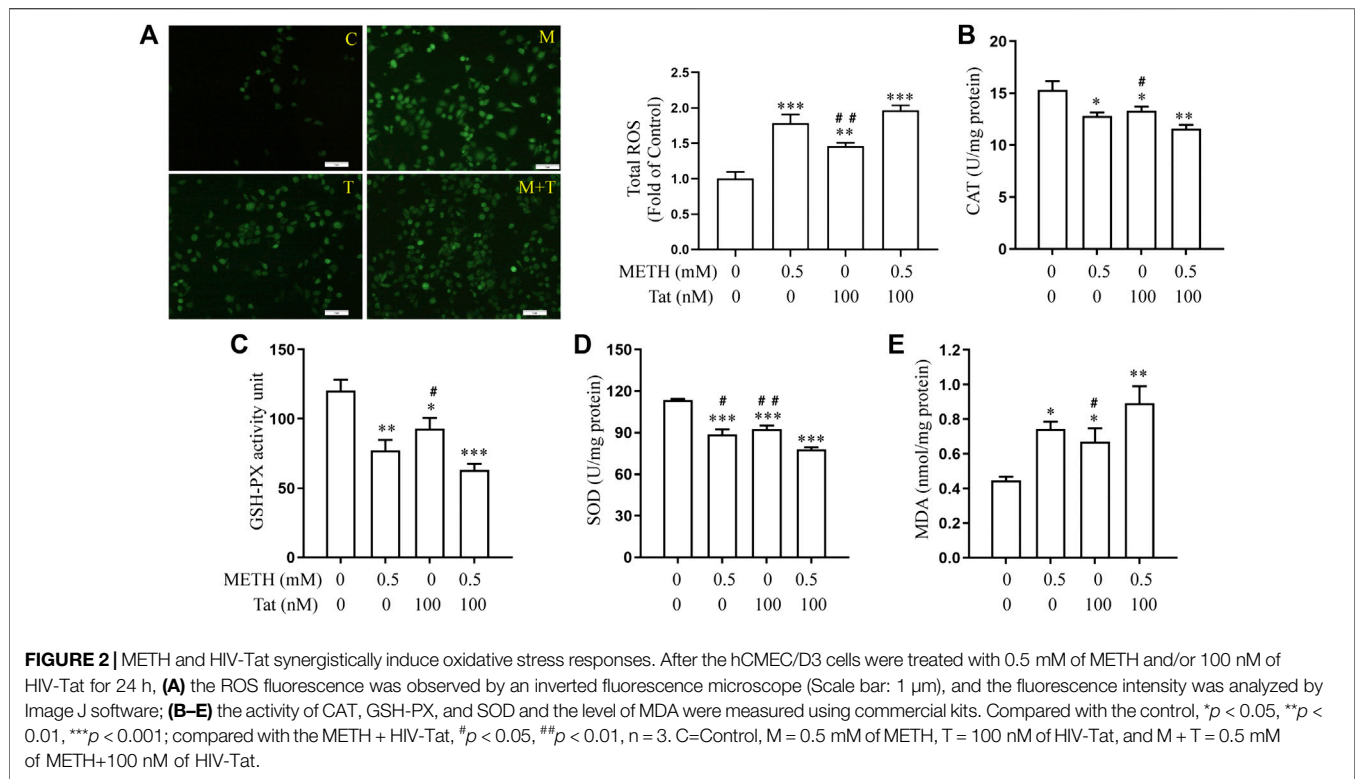 A
C
M
T
M+T
Total ROS
(Fold of Control)
2.5
2.0
1.5
1.0
0.5
0.0
***
# #
**
***
METH (mM) 0 0.5 0 0.5
Tat (nM) 0 0 100 100
B
CAT (U/mg protein)
20
15
10
5
0
*
#
*
**
0 0.5 0 0.5
0 0 100 100
C
GSH-PX activity unit
150
100
50
0
**
#
*
***
METH (mM) 0 0.5 0 0.5
Tat (nM) 0 0 100 100
D
SOD (U/mg protein)
150
120
90
60
30
0
#
***
# #
***
***
0 0.5 0 0.5
0 0 100 100
E
MDA (nmol/mg protein)
1.2
1.0
0.8
0.6
0.4
0.2
0.0
*
#
*
**
0 0.5 0 0.5
0 0 100 100
FIGURE 2 | METH and HIV-Tat synergistically induce oxidative stress responses. After the hCMEC/D3 cells were treated with 0.5 mM of METH and/or 100 nM of
HIV-Tat for 24 h, (A) the ROS fluorescence was observed by an inverted fluorescence microscope (Scale bar: 1 μm), and the fluorescence intensity was analyzed by
Image J software; (B–E) the activity of CAT, GSH-PX, and SOD and the level of MDA were measured using commercial kits. Compared with the control, *p < 0.05, **p <
0.01, ***p < 0.001; compared with the METH + HIV-Tat, #p < 0.05, ##p < 0.01, n = 3. C=Control, M = 0.5 mM of METH, T = 100 nM of HIV-Tat, and M + T = 0.5 mM
of METH+100 nM of HIV-Tat.